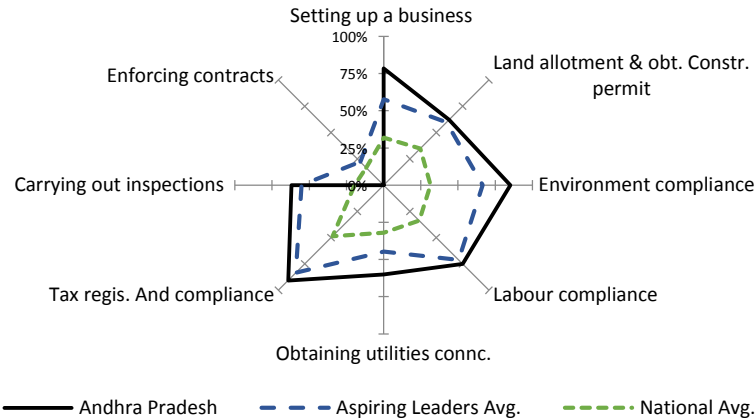 Setting up a business
100%
75%
50%
25%
0%
Land allotment & obt. Constr.
permit
Enforcing contracts
Carrying out inspections
Environment compliance
Tax regis. And compliance
Labour compliance
Obtaining utilities connc.
Andhra Pradesh
Aspiring Leaders Avg.
National Avg.